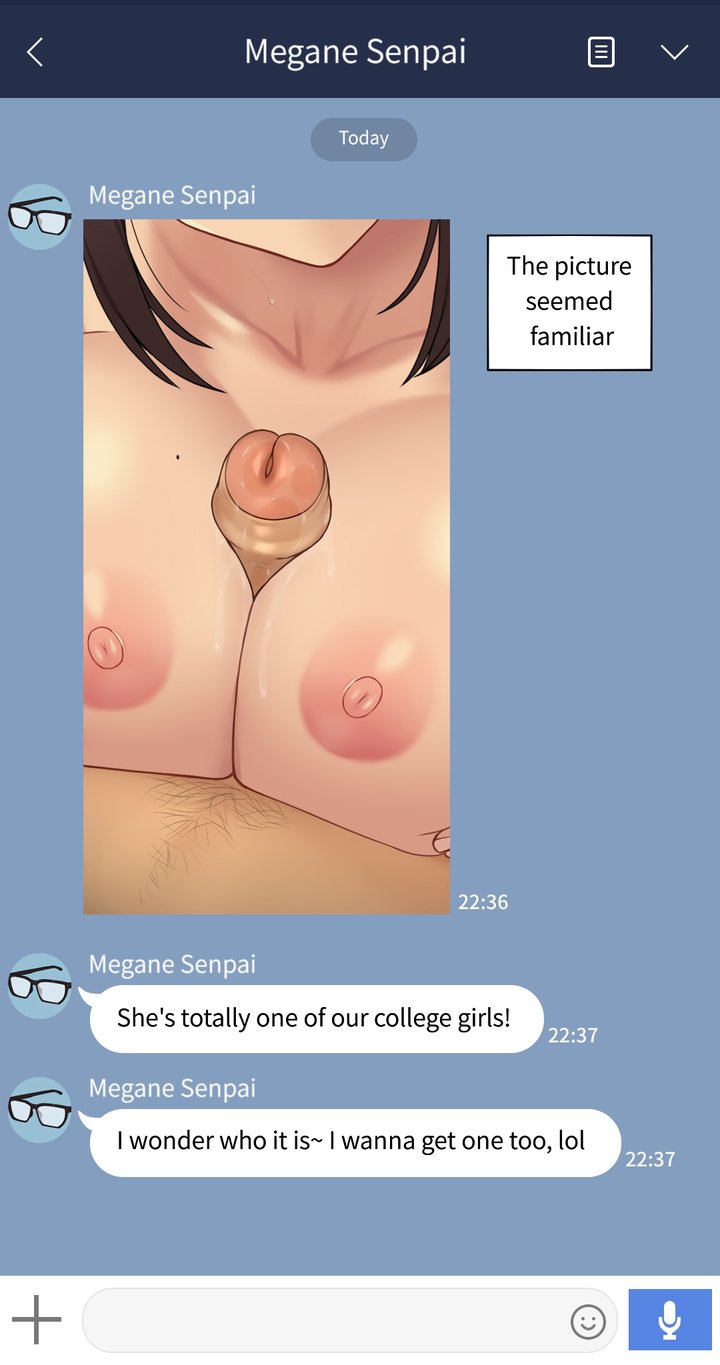 Megane Senpai
Today
Megane Senpai
The picture
seemed
familiar
22:36
Megane Senpai
She's totally one of our college girls!
22:37
Megane Senpai
I wonder who it is~ I wanna get one too, lol
22:37